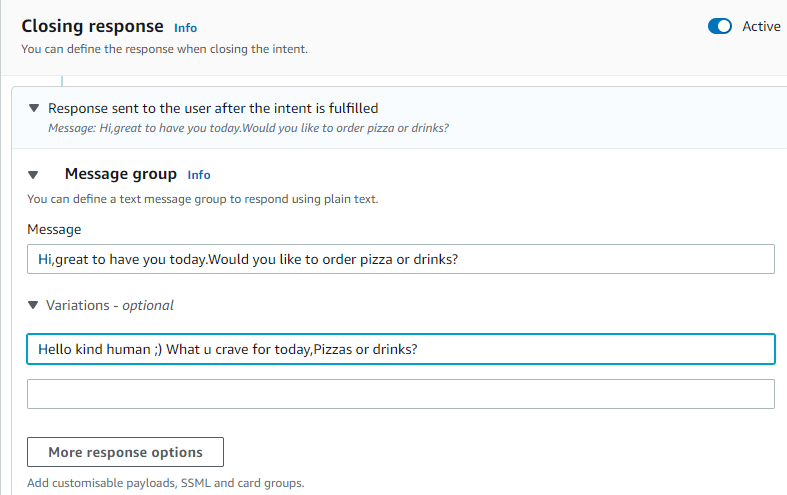 Closing response Info
Active
You can define the response when closing the intent.
Response sent to the user after the intent is fulfilled
Message: Hi,great to have you today.Would you like to order pizza or drinks?
Message group Info
You can define a text message group to respond using plain text.
Message
Hi,great to have you today.Would you like to order pizza or drinks?
Variations - optional
Hello kind human ;) What u crave for today,Pizzas or drinks?
More response options
Add customisable payloads, SSML and card groups.